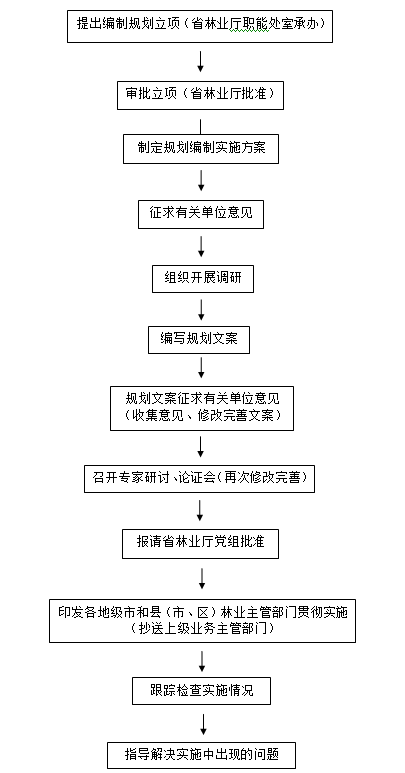 提出编制规划立项（省林业厅职能处室承办）
审批立项（省林业厅批准）
制定规划编制实施方案
征求有关单位意见
组织开展调研
编写规划文案
规划文案征求有关单位意见
（收集意见、修改完善文案）
召开专家研讨、论证会（再次修改完善）
报请省林业厅党组批准
印发各地级市和县（市、区）林业主管部门贯彻实施
（抄送上级业务主管部门）
跟踪检查实施情况
指导解决实施中出现的问题